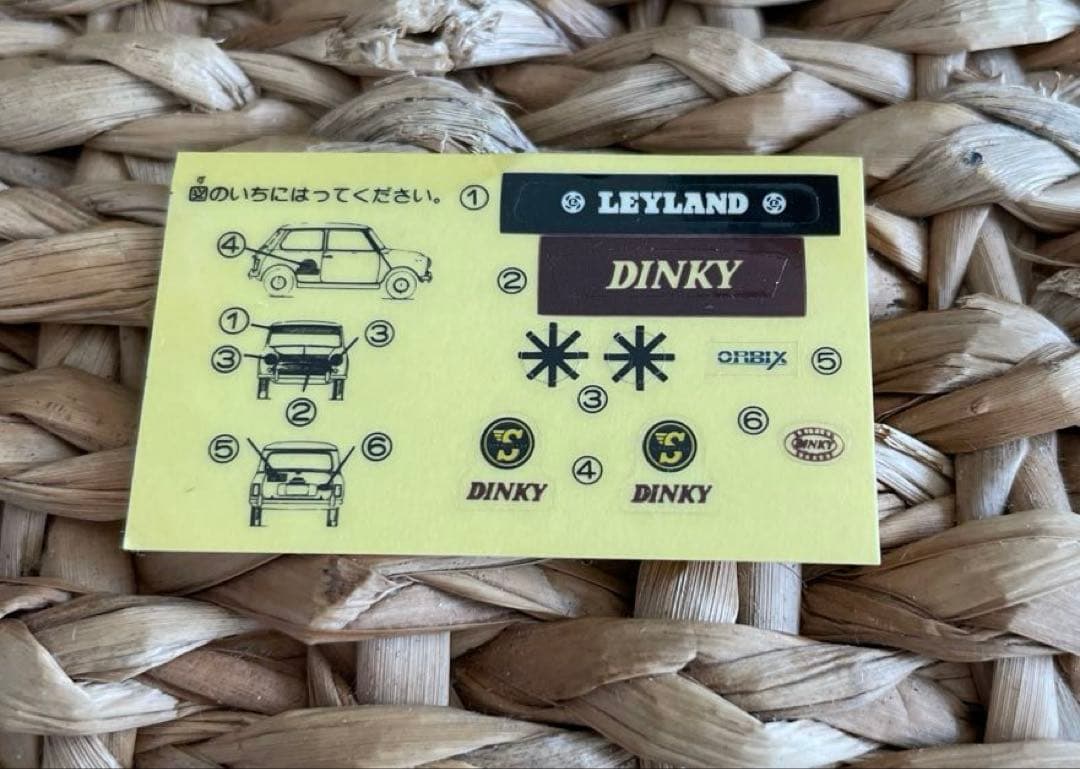 図のいちにはってください。
ず
① LEYLAND
② DINKY
④
①
③
③
②
③
ORBIX ⑤
⑤
⑥
S
DINKY
④
S
DINKY
⑥
DINKY